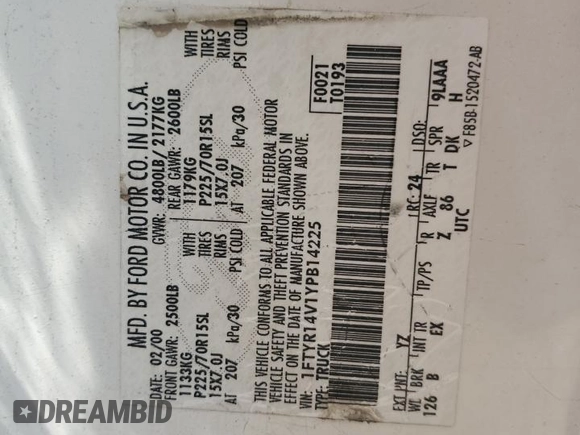 MFD. BY FORD MOTOR CO. IN U.S.A.
DATE: 02/00 GVWR: 4800LB/ 2177KG
FRONT GAWR: 2500LB REAR GAWR: 2600LB
1133KG 1179KG WITH
P225/70R15SL WITH TIRES P225/70R15SL TIRES
15X7.0J RIMS 15X7.0J RIMS
AT 207 kPa/30 PSI COLD AT 207 kPa/30 PSI COLD
THIS VEHICLE CONFORMS TO ALL APPLICABLE FEDERAL MOTOR
VEHICLE SAFETY AND THEFT PREVENTION STANDARDS IN
EFFECT ON THE DATE OF MANUFACTURE SHOWN ABOVE.
VIN: 1FTYR14V1YPB14225
TYPE: TRUCK
F0021
T0193
EXT PNT: YZ RC: 24 DSO:
WL BRK INT TR TP/PS R AXLE TR SPR 9LAAA
126 B EX Z 86 T DK H
UTC
▽ F85B-1520472-AB
DREAMBID